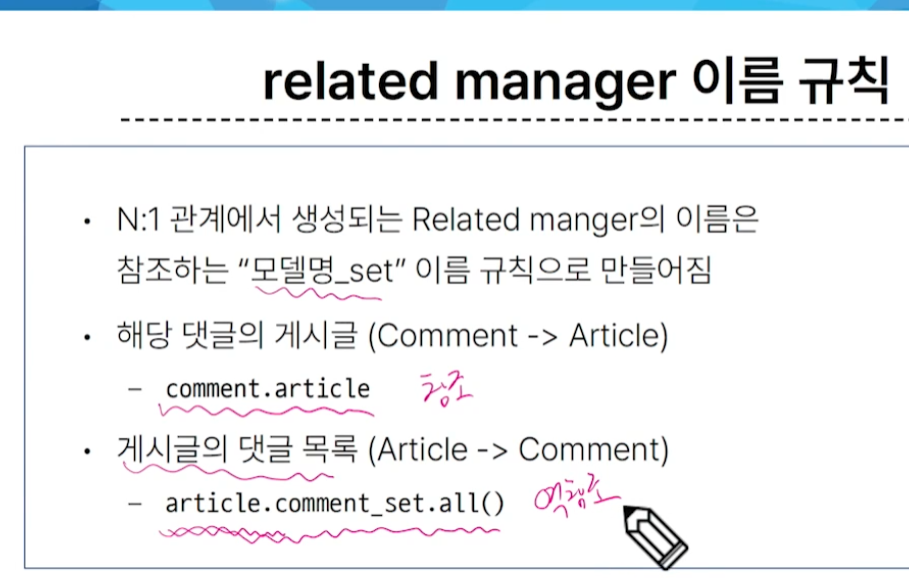 related manager 이름 규칙
• N:1 관계에서 생성되는 Related manger의 이름은
참조하는 “모델명_set” 이름 규칙으로 만들어짐
• 해당 댓글의 게시글 (Comment -> Article)
– comment.article 참조
• 게시글의 댓글 목록 (Article -> Comment)
– article.comment_set.all() 역참조